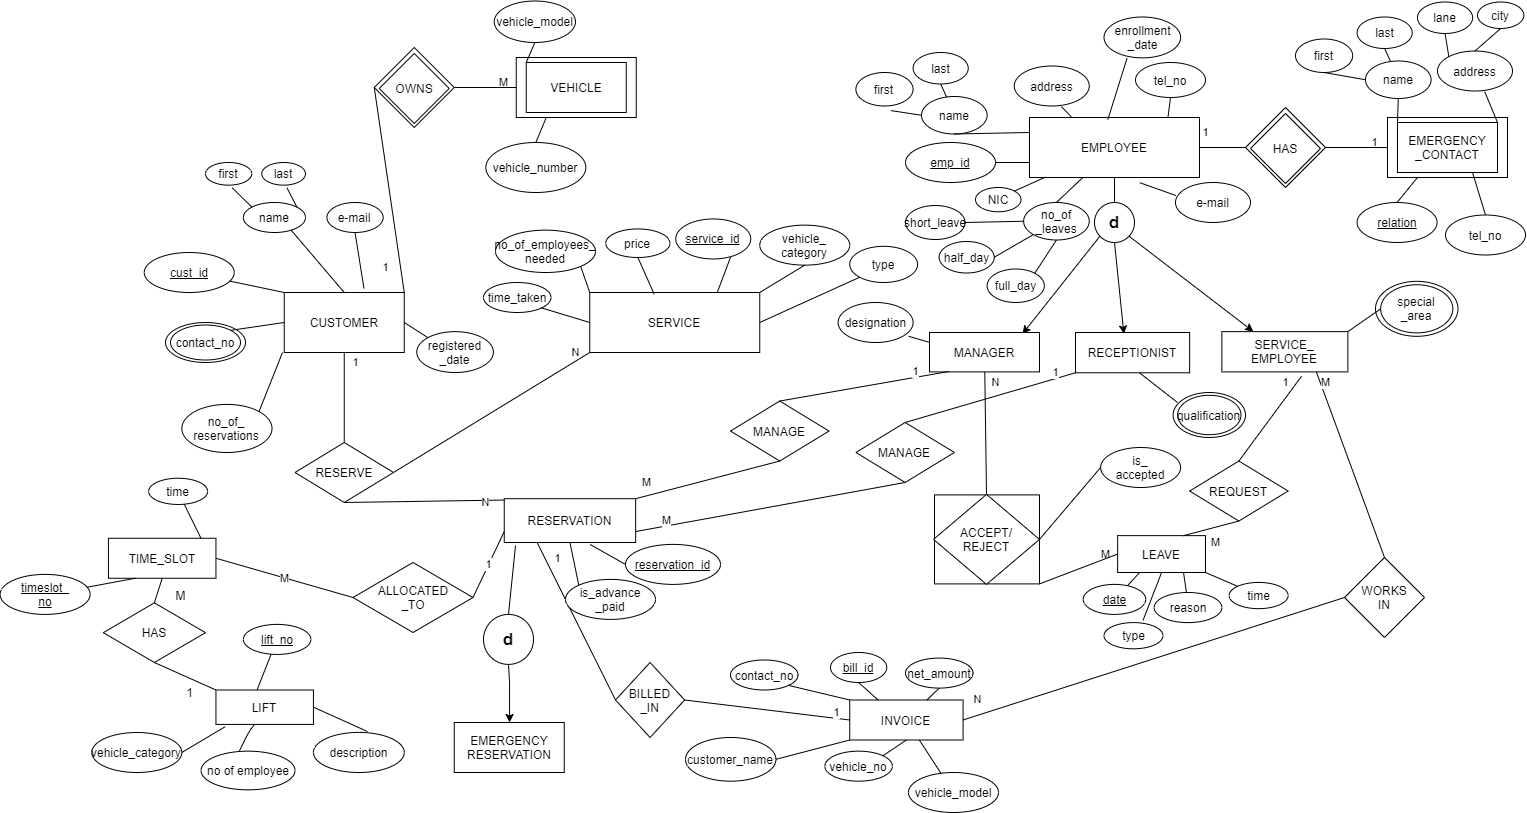 vehicle_model
OWNS
M
VEHICLE
vehicle_number
first
last
name
e-mail
cust_id
1
CUSTOMER
contact_no
registered
_date
no_of_
reservations
1
no_of_employees_
needed
price
service_id
vehicle_
category
type
time_taken
SERVICE
N
RESERVE
N
enrollment
_date
last
first
name
address
tel_no
EMPLOYEE
emp_id
NIC
e-mail
short_leave
no_of
_leaves
half_day
full_day
d
1
HAS
1
first
last
name
lane
city
address
EMERGENCY
_CONTACT
relation
tel_no
designation
MANAGER
RECEPTIONIST
SERVICE_
EMPLOYEE
special
_area
qualification
1
N
1
1
M
MANAGE
MANAGE
M
M
is_
accepted
REQUEST
ACCEPT/
REJECT
M
LEAVE
M
date
type
reason
time
WORKS
IN
N
time
TIME_SLOT
timeslot_
no
M
M
HAS
1
ALLOCATED
_TO
1
RESERVATION
1
reservation_id
is_advance
_paid
d
EMERGENCY
RESERVATION
lift_no
LIFT
vehicle_category
no of employee
description
BILLED
_IN
1
contact_no
bill_id
net_amount
INVOICE
customer_name
vehicle_no
vehicle_model